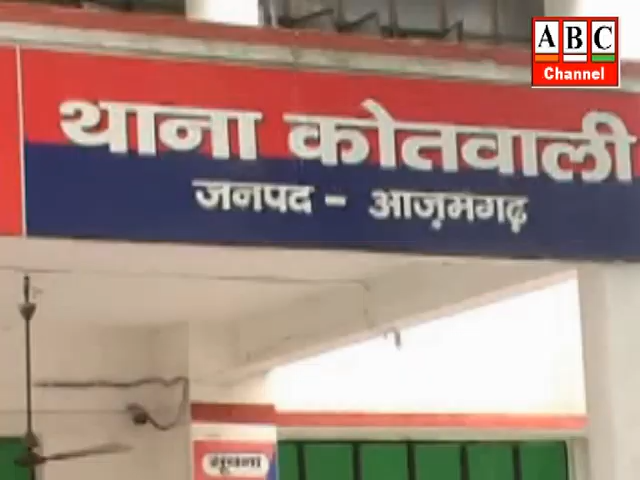 ABC
Channel
थाना कोतवाली
जनपद - आज़मगढ़
सूचना